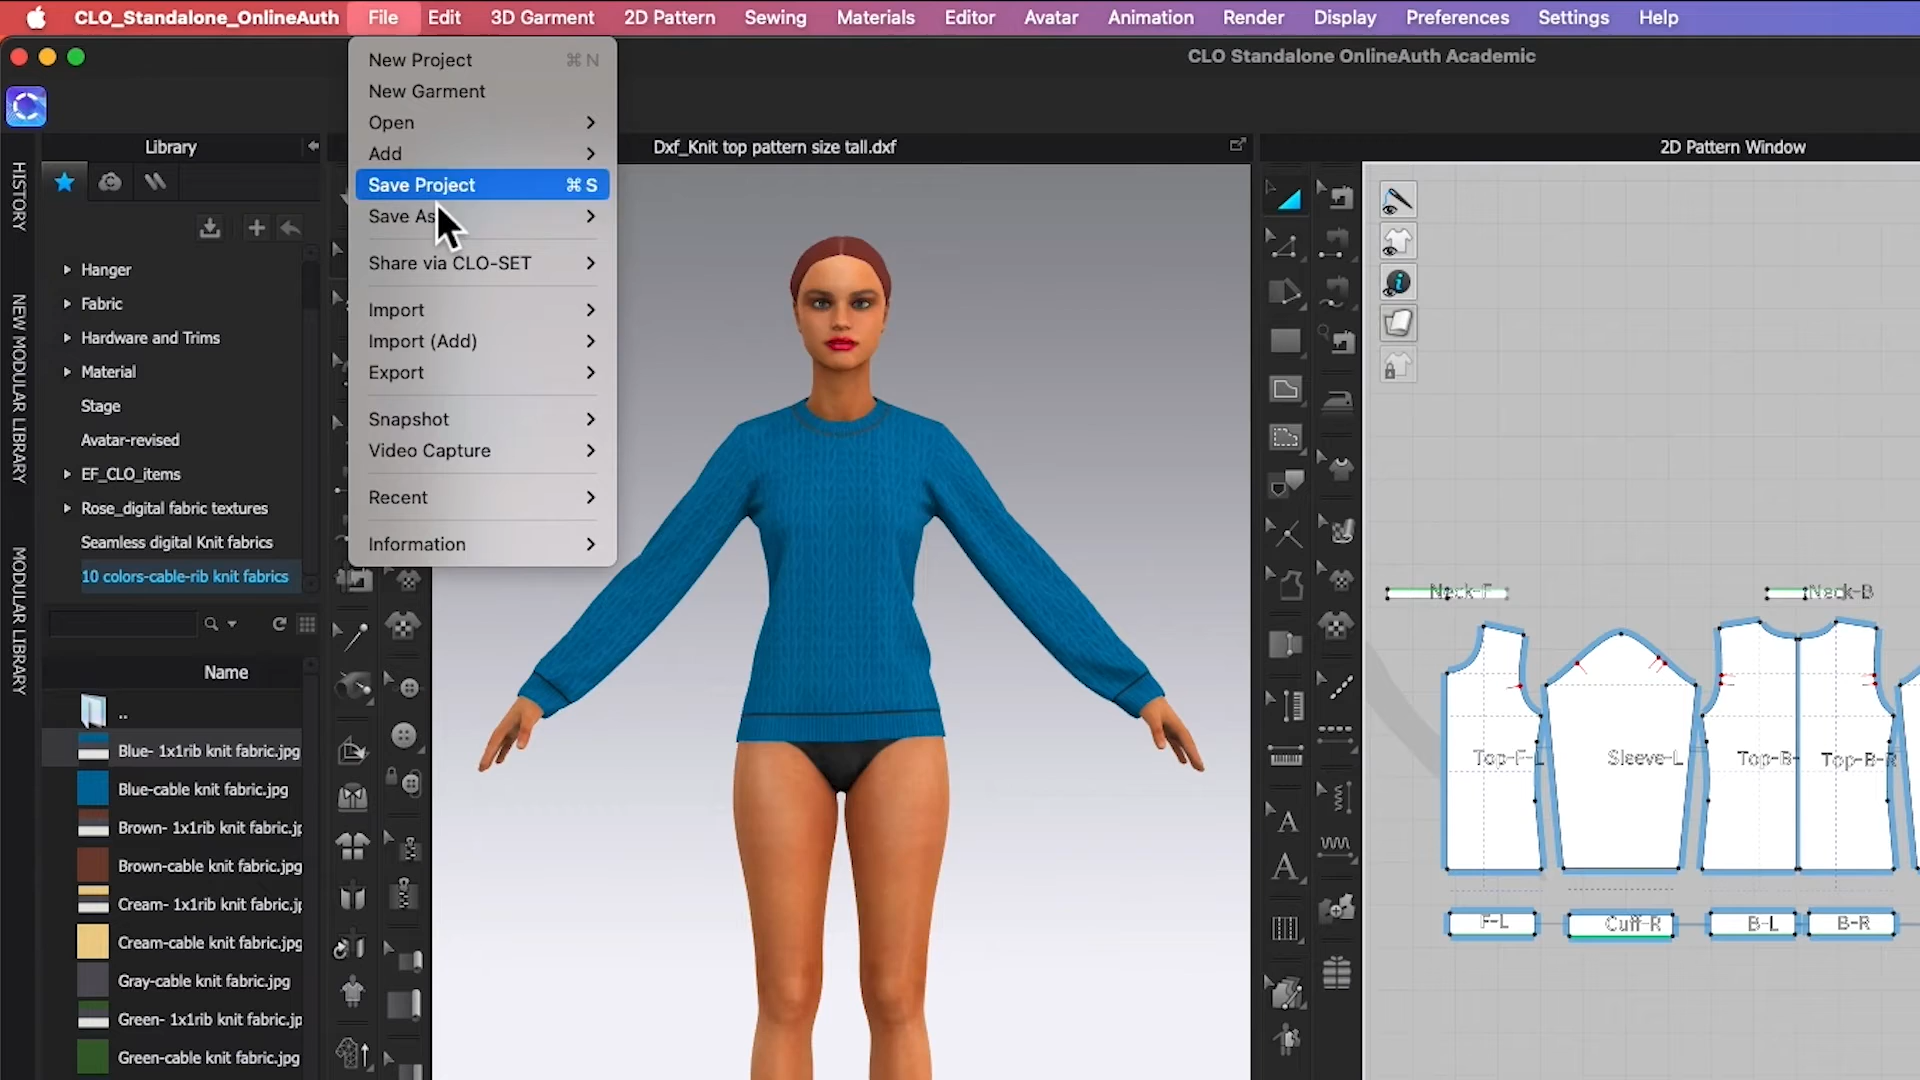 CLO_Standalone_OnlineAuth File Edit 3D Garment 2D Pattern Sewing Materials Editor Avatar Animation Render Display Preferences Settings Help
CLO Standalone OnlineAuth Academic
New Project ⌘ N
New Garment
Open
Add
Save Project ⌘ S
Save As
Share via CLO-SET
Import
Import (Add)
Export
Snapshot
Video Capture
Recent
Information
HISTORY
NEW MODULAR LIBRARY
MODULAR LIBRARY
Library
Hanger
Fabric
Hardware and Trims
Material
Stage
Avatar-revised
EF_CLO_items
Rose_digital fabric textures
Seamless digital Knit fabrics
10 colors-cable-rib knit fabrics
Name
..
Blue- 1x1rib knit fabric.jpg
Blue-cable knit fabric.jpg
Brown- 1x1rib knit fabric.jp
Brown-cable knit fabric.jpg
Cream- 1x1rib knit fabric.jp
Cream-cable knit fabric.jpg
Gray-cable knit fabric.jpg
Green- 1x1rib knit fabric.jp
Green-cable knit fabric.jpg
Dxf_Knit top pattern size tall.dxf
2D Pattern Window
Neck-F Neck-B
Top-F-L Sleeve-L Top-B- Top-B-R
F-L Cuff-R B-L B-R